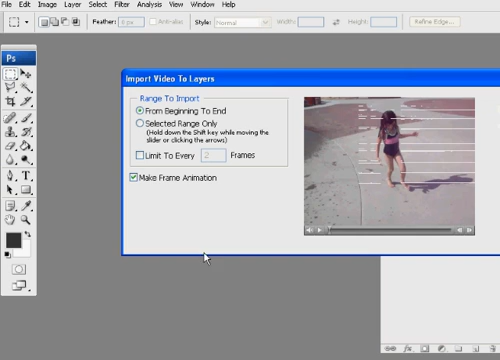 File Edit Image Layer Select Filter Analysis View Window Help
Feather: 0 px Anti-alias Style: Normal Width: Height: Refine Edge...
Ps
Import Video To Layers
Range To Import
From Beginning To End
Selected Range Only
(Hold down the Shift key while moving the
slider or clicking the arrows)
Limit To Every 2 Frames
Make Frame Animation